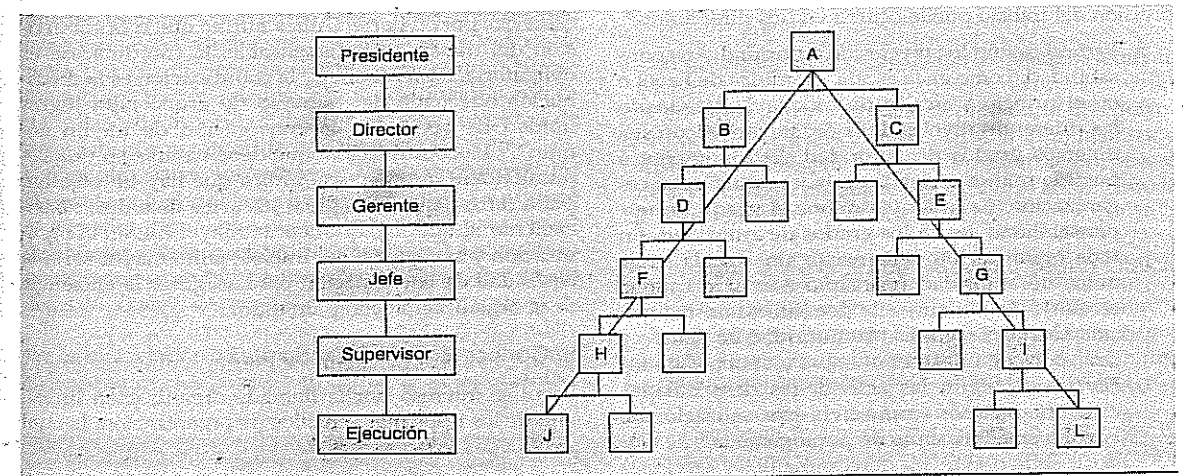 Presidente
Director
Gerente
Jefe
Supervisor
Ejecución
A
B
C
D
E
F
G
H
I
J
L